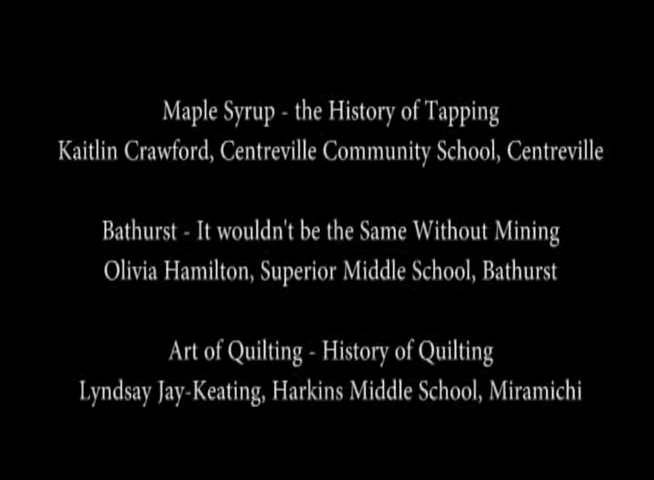 Maple Syrup - the History of Tapping
Kaitlin Crawford, Centreville Community School, Centreville
Bathurst - It wouldn't be the Same Without Mining
Olivia Hamilton, Superior Middle School, Bathurst
Art of Quilting - History of Quilting
Lyndsay Jay-Keating, Harkins Middle School, Miramichi